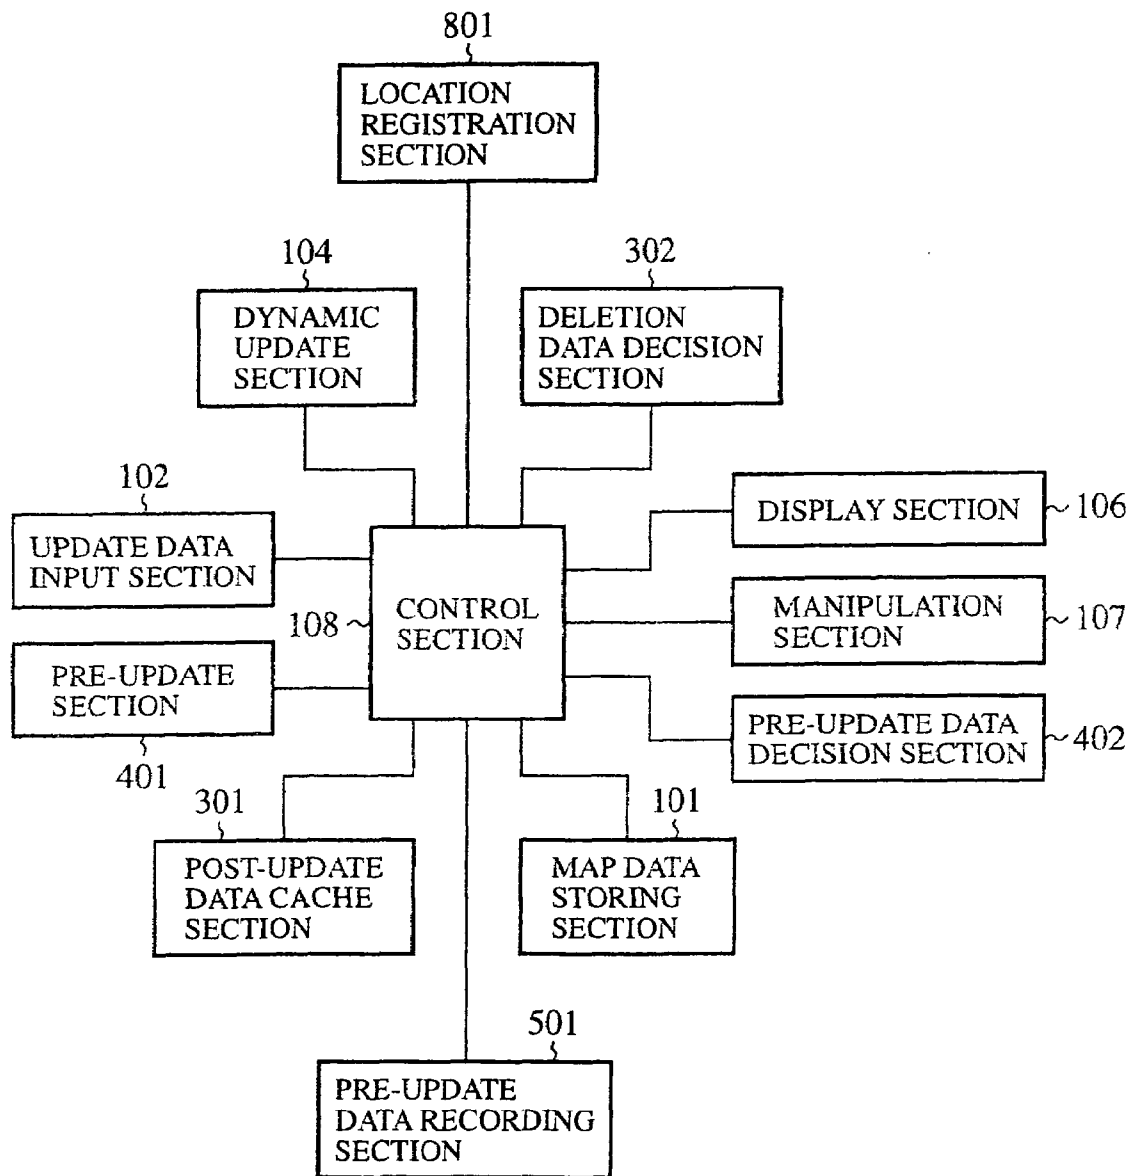 801
LOCATION
REGISTRATION
SECTION
104
DYNAMIC
UPDATE
SECTION
302
DELETION
DATA DECISION
SECTION
102
UPDATE DATA
INPUT SECTION
DISPLAY SECTION
106
108
CONTROL
SECTION
MANIPULATION
SECTION
107
PRE-UPDATE
SECTION
401
PRE-UPDATE DATA
DECISION SECTION
402
301
POST-UPDATE
DATA CACHE
SECTION
101
MAP DATA
STORING
SECTION
501
PRE-UPDATE
DATA RECORDING
SECTION